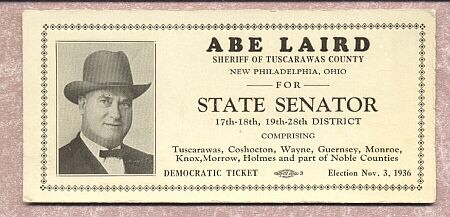 ABE LAIRD
SHERIFF OF TUSCARAWAS COUNTY
NEW PHILADELPHIA, OHIO
FOR
STATE SENATOR
17th-18th, 19th-28th DISTRICT
COMPRISING
Tuscarawas, Coshocton, Wayne, Guernsey, Monroe,
Knox, Morrow, Holmes and part of Noble Counties
DEMOCRATIC TICKET 3 Election Nov. 3, 1936